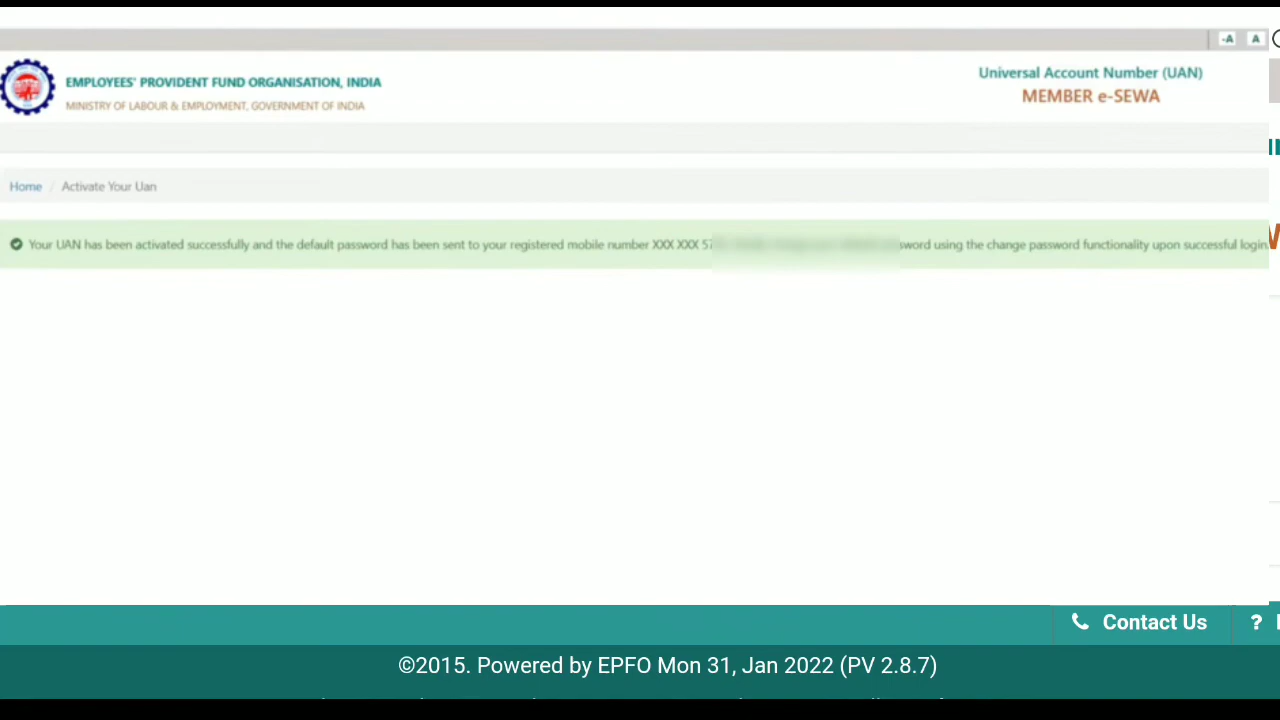 -A A
EMPLOYEES' PROVIDENT FUND ORGANISATION, INDIA
MINISTRY OF LABOUR & EMPLOYMENT, GOVERNMENT OF INDIA
Universal Account Number (UAN)
MEMBER e-SEWA
Home / Activate Your Uan
Your UAN has been activated successfully and the default password has been sent to your registered mobile number XXX XXX 57 sword using the change password functionality upon successful login
Contact Us ?
©2015. Powered by EPFO Mon 31, Jan 2022 (PV 2.8.7)